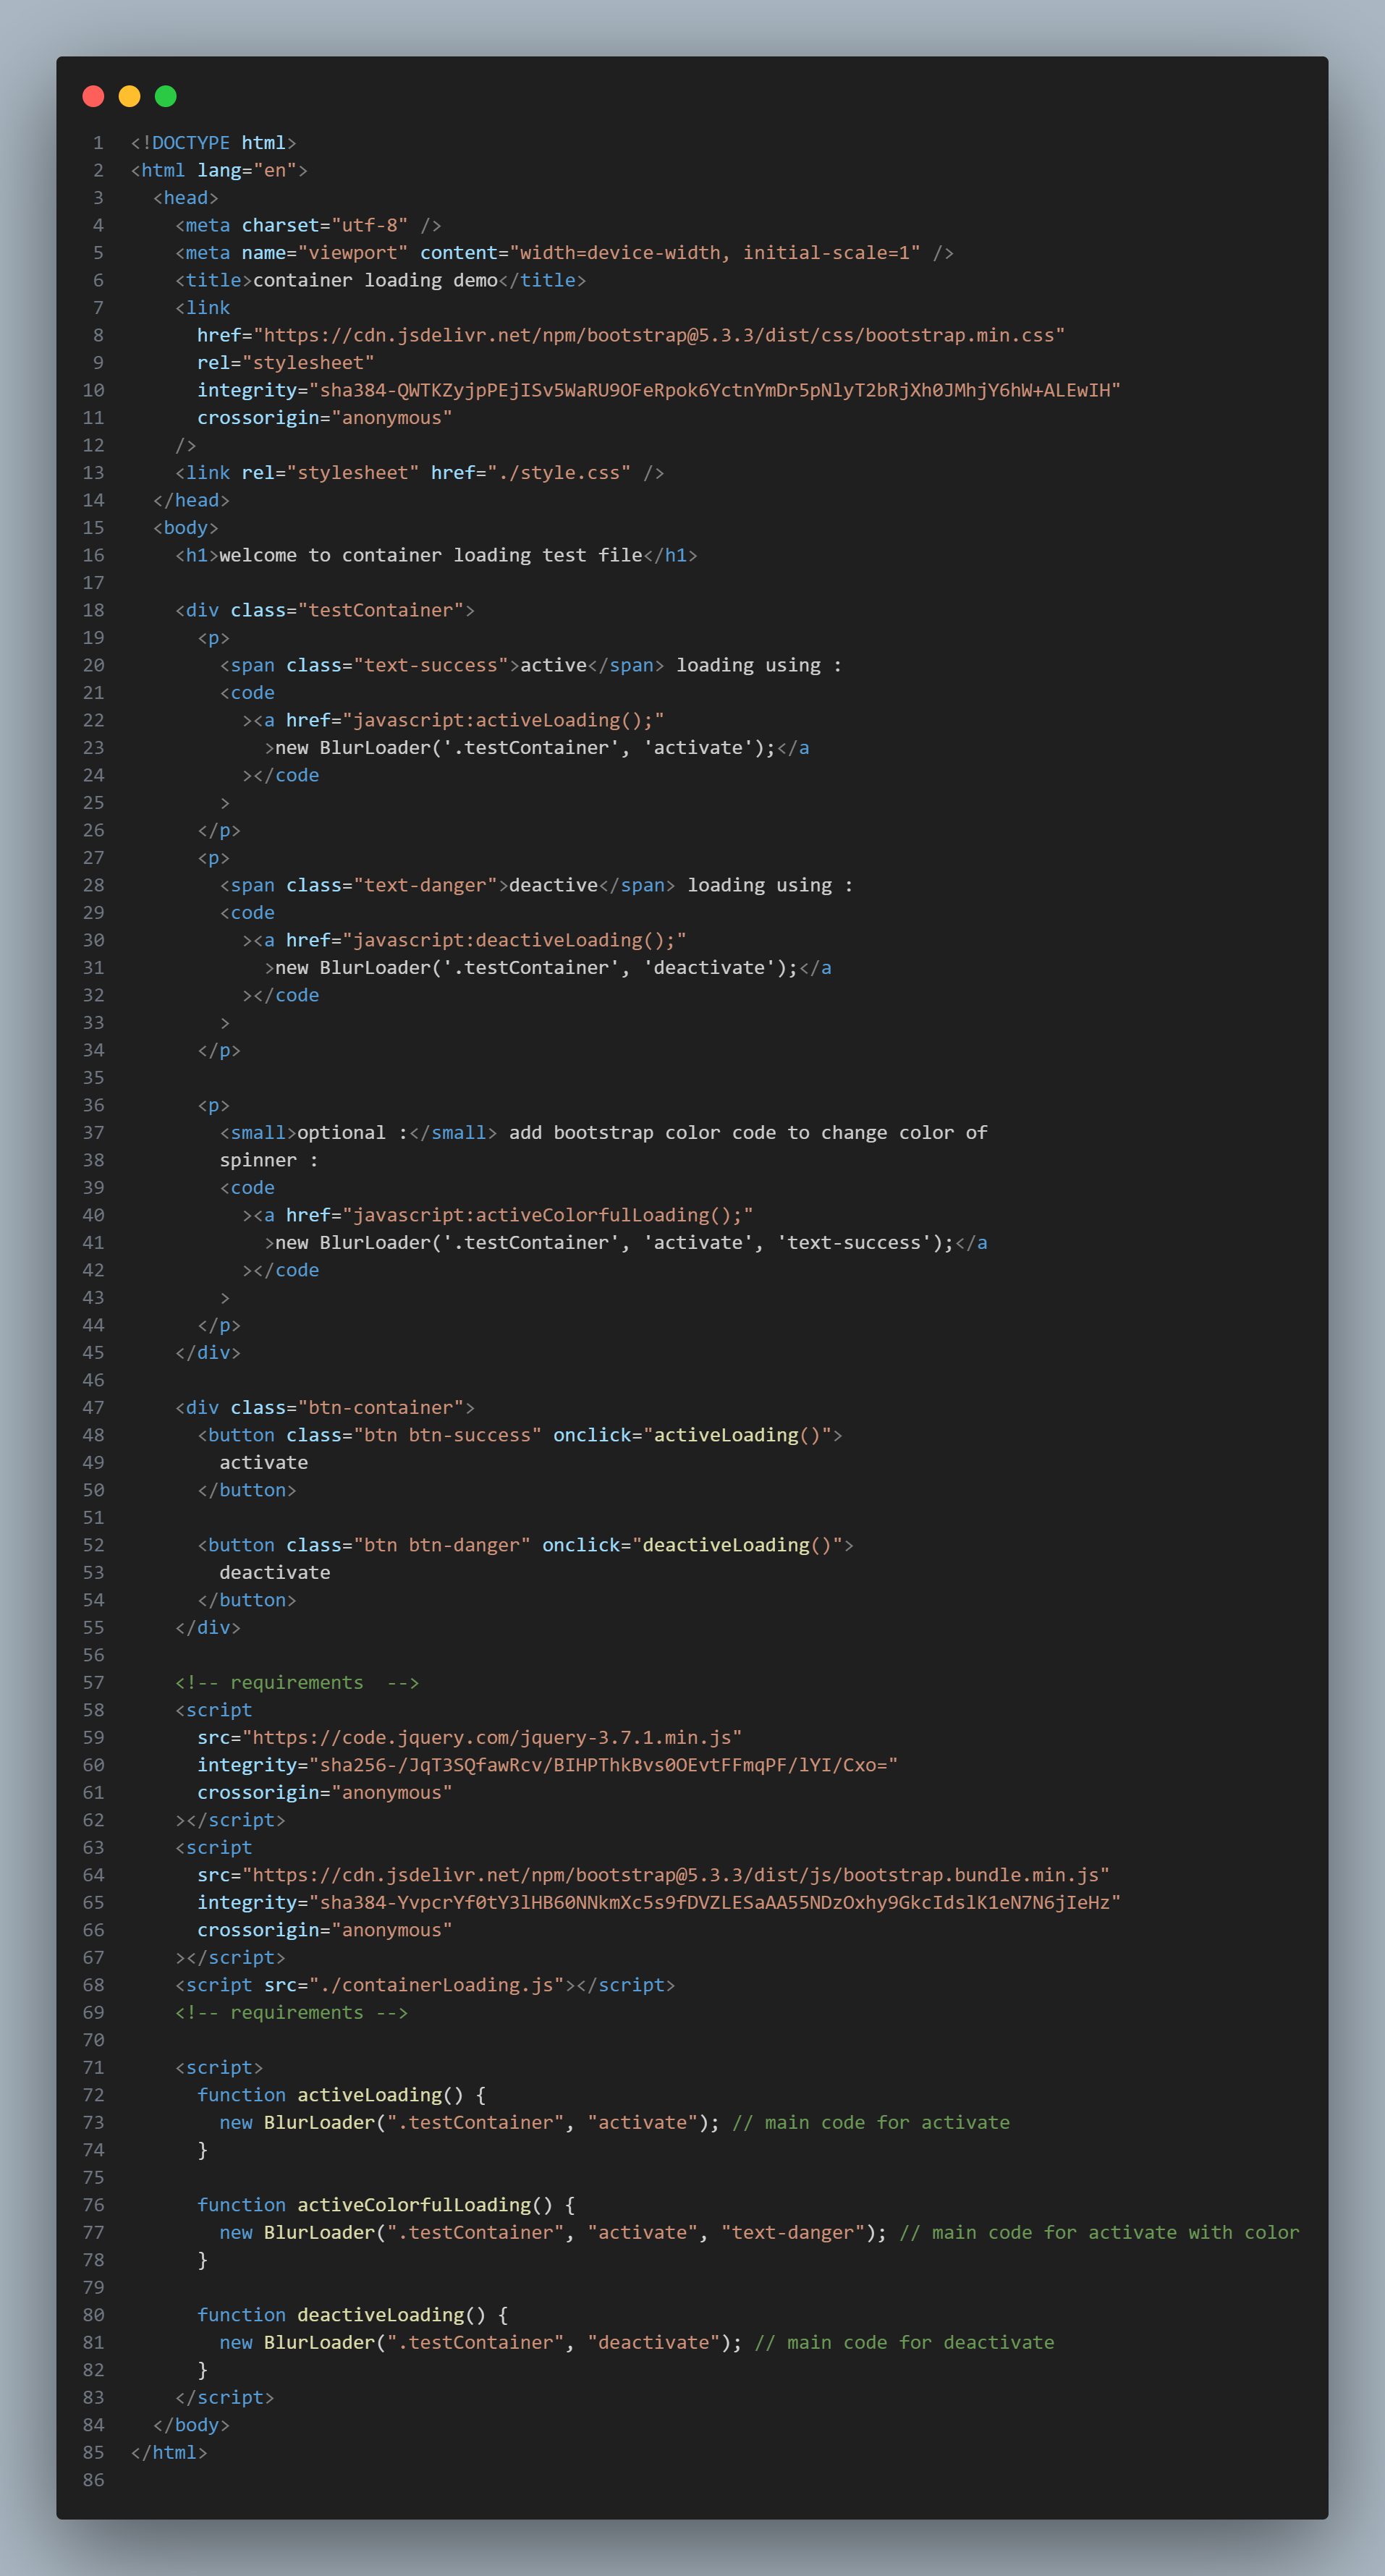 1 <!DOCTYPE html>
2 <html lang="en">
3   <head>
4     <meta charset="utf-8" />
5     <meta name="viewport" content="width=device-width, initial-scale=1" />
6     <title>container loading demo</title>
7     <link
8       href="https://cdn.jsdelivr.net/npm/bootstrap@5.3.3/dist/css/bootstrap.min.css"
9       rel="stylesheet"
10       integrity="sha384-QWTKZyjpPEjISv5WaRU9OFeRpok6YctnYmDr5pNlyT2bRjXh0JMhjY6hW+ALEwIH"
11       crossorigin="anonymous"
12     />
13     <link rel="stylesheet" href="./style.css" />
14   </head>
15   <body>
16     <h1>welcome to container loading test file</h1>
17
18     <div class="testContainer">
19       <p>
20         <span class="text-success">active</span> loading using :
21         <code
22           ><a href="javascript:activeLoading();"
23             >new BlurLoader('.testContainer', 'activate');</a
24           ></code
25         >
26       </p>
27       <p>
28         <span class="text-danger">deactive</span> loading using :
29         <code
30           ><a href="javascript:deactiveLoading();"
31             >new BlurLoader('.testContainer', 'deactivate');</a
32           ></code
33         >
34       </p>
35
36       <p>
37         <small>optional :</small> add bootstrap color code to change color of
38         spinner :
39         <code
40           ><a href="javascript:activeColorfulLoading();"
41             >new BlurLoader('.testContainer', 'activate', 'text-success');</a
42           ></code
43         >
44       </p>
45     </div>
46
47     <div class="btn-container">
48       <button class="btn btn-success" onclick="activeLoading()">
49         activate
50       </button>
51
52       <button class="btn btn-danger" onclick="deactiveLoading()">
53         deactivate
54       </button>
55     </div>
56
57     <!-- requirements  -->
58     <script
59       src="https://code.jquery.com/jquery-3.7.1.min.js"
60       integrity="sha256-/JqT3SQfawRcv/BIHPThkBvs0OEvtFFmqPF/lYI/Cxo="
61       crossorigin="anonymous"
62     ></script>
63     <script
64       src="https://cdn.jsdelivr.net/npm/bootstrap@5.3.3/dist/js/bootstrap.bundle.min.js"
65       integrity="sha384-YvpcrYf0tY3lHB60NNkmXc5s9fDVZLESaAA55NDzOxhy9GkcIdslK1eN7N6jIeHz"
66       crossorigin="anonymous"
67     ></script>
68     <script src="./containerLoading.js"></script>
69     <!-- requirements -->
70
71     <script>
72       function activeLoading() {
73         new BlurLoader(".testContainer", "activate"); // main code for activate
74       }
75
76       function activeColorfulLoading() {
77         new BlurLoader(".testContainer", "activate", "text-danger"); // main code for activate with color
78       }
79
80       function deactiveLoading() {
81         new BlurLoader(".testContainer", "deactivate"); // main code for deactivate
82       }
83     </script>
84   </body>
85 </html>
86